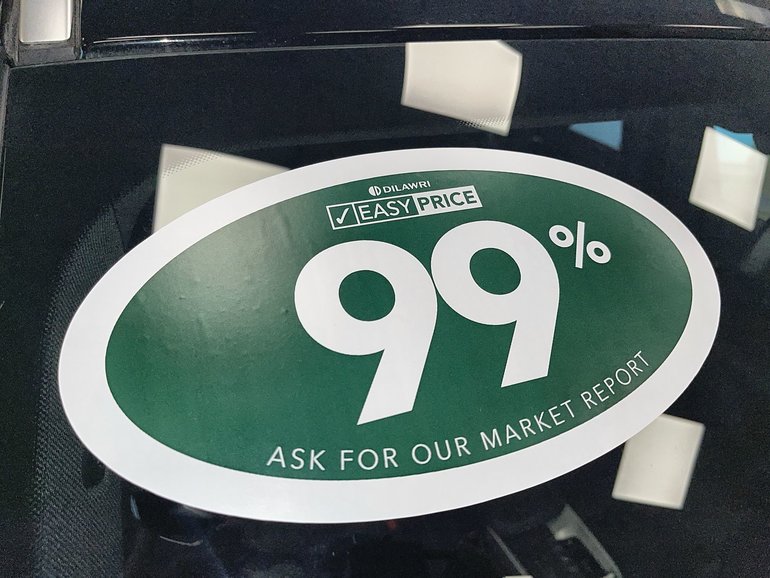 DILAWRI
✓ EASY PRICE
99%
ASK FOR OUR MARKET REPORT